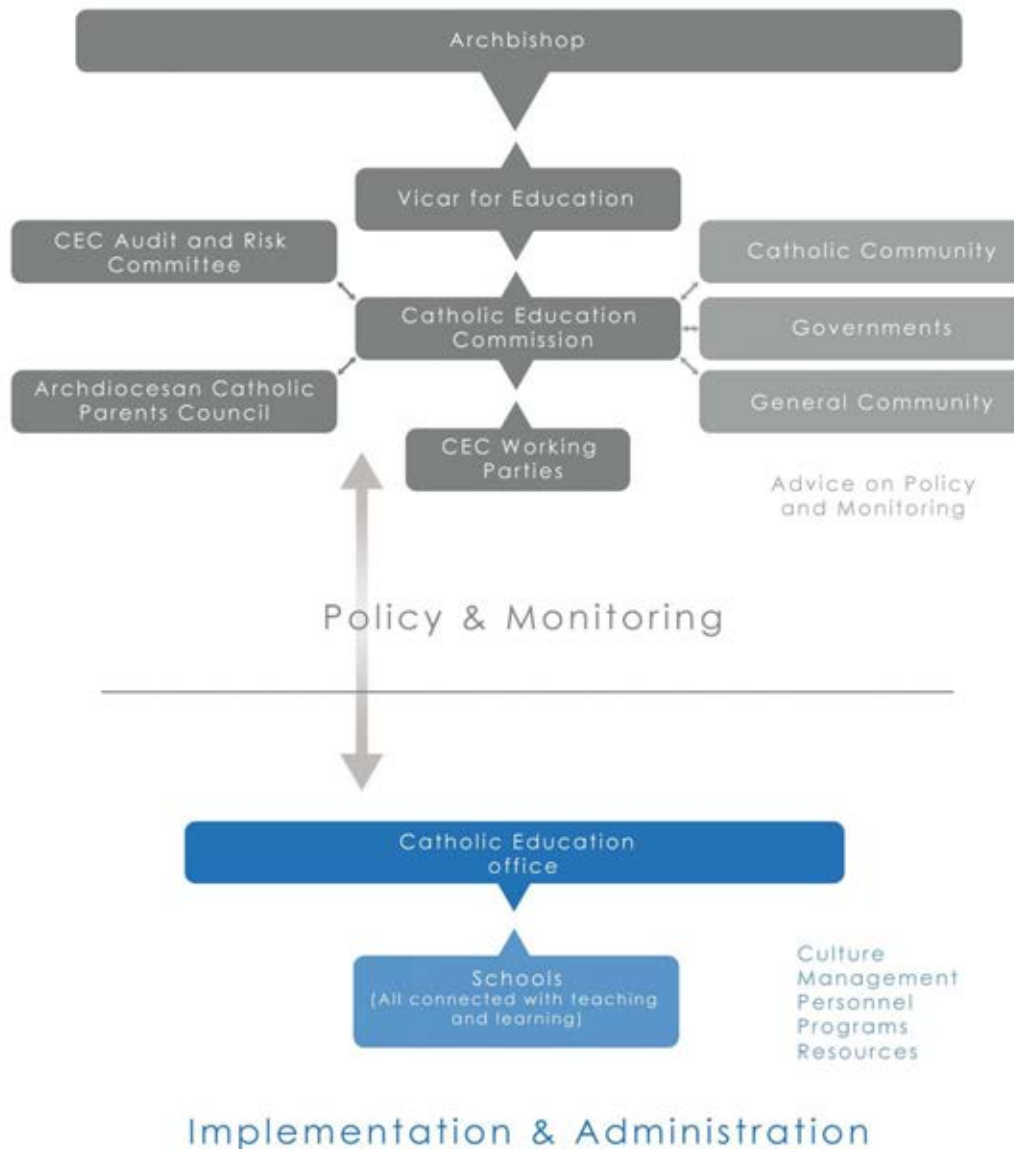 Archbishop
Vicar for Education
CEC Audit and Risk
Committee
Catholic Community
Catholic Education
Commission
Governments
Archdiocesan Catholic
Parents Council
General Community
CEC Working
Parties
Advice on Policy
and Monitoring
Policy & Monitoring
Catholic Education
office
Schools
(All connected with teaching
and learning)
Culture
Management
Personnel
Programs
Resources
Implementation & Administration